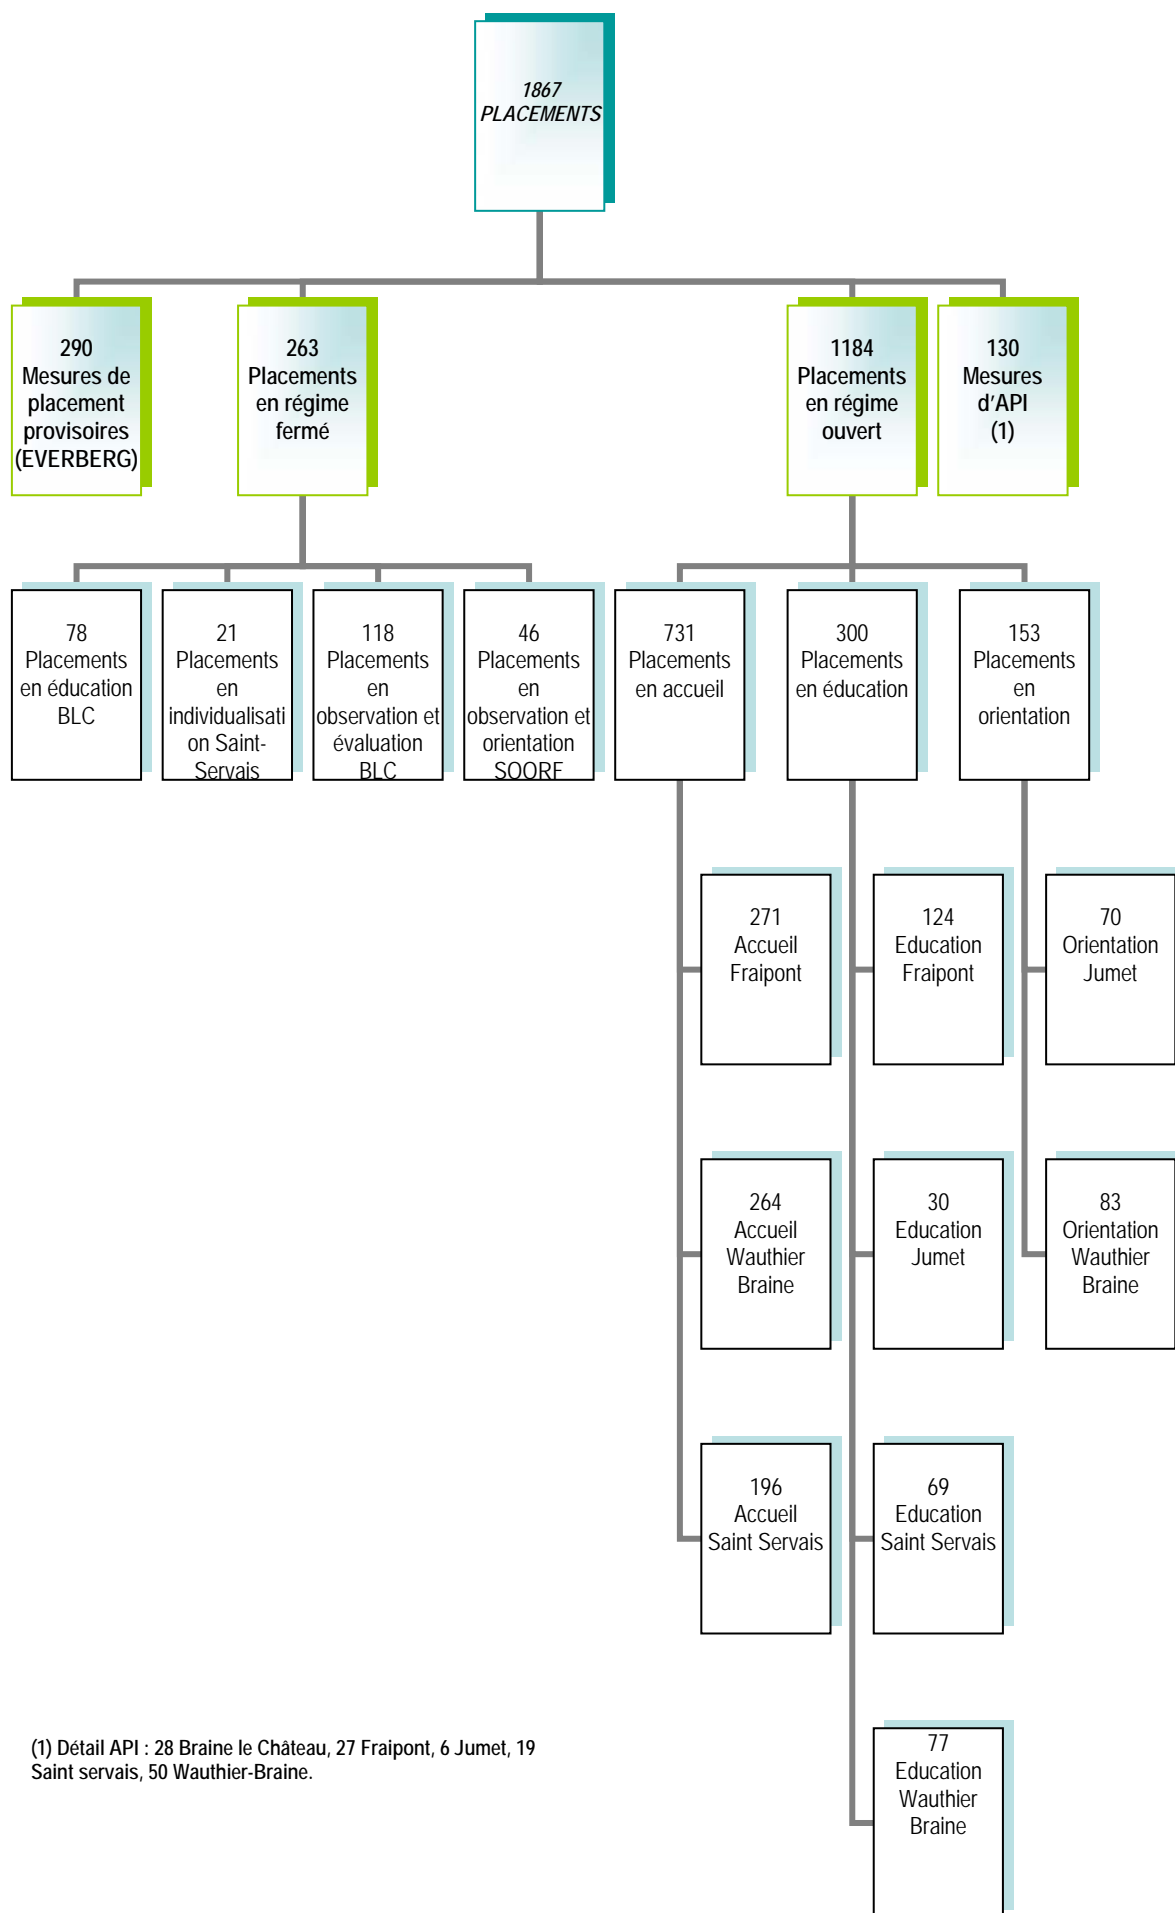 1867
PLACEMENTS
290
Mesures de
placement
provisoires
(EVERBERG)
263
Placements
en régime
fermé
1184
Placements
en régime
ouvert
130
Mesures
d'API
(1)
78
Placements
en éducation
BLC
21
Placements
en
individualisati
on Saint-
Servais
118
Placements
en
observation et
évaluation
BLC
46
Placements
en
observation et
orientation
SOORF
731
Placements
en accueil
300
Placements
en éducation
153
Placements
en
orientation
271
Accueil
Fraipont
124
Education
Fraipont
70
Orientation
Jumet
264
Accueil
Wauthier
Braine
30
Education
Jumet
83
Orientation
Wauthier
Braine
196
Accueil
Saint Servais
69
Education
Saint Servais
77
Education
Wauthier
Braine
(1) Détail API : 28 Braine le Château, 27 Fraipont, 6 Jumet, 19
Saint servais, 50 Wauthier-Braine.